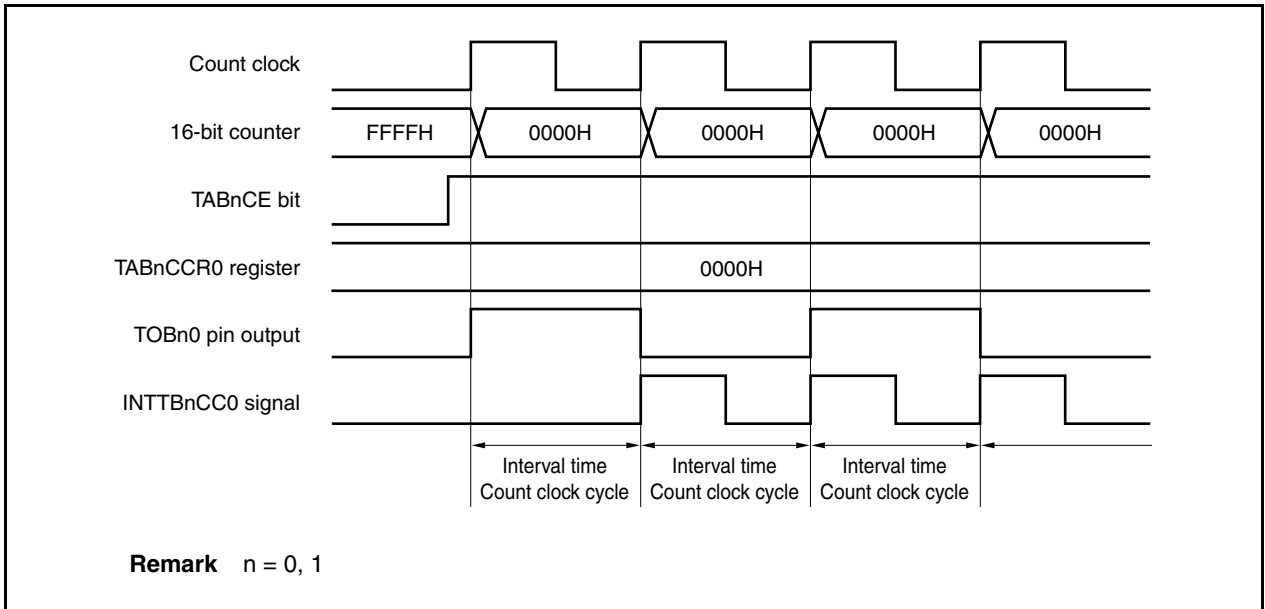 Count clock
16-bit counter
FFFFH
0000H
0000H
0000H
0000H
TABnCE bit
TABnCCR0 register
0000H
TOBn0 pin output
INTTBnCC0 signal
Interval time
Count clock cycle
Interval time
Count clock cycle
Interval time
Count clock cycle
Remark n = 0, 1